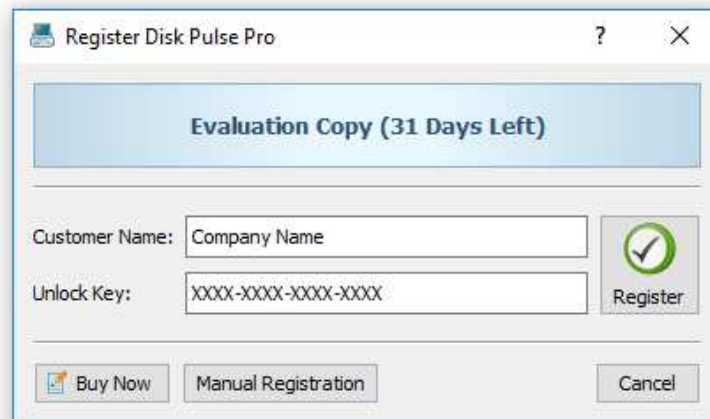 Register Disk Pulse Pro ?
Evaluation Copy (31 Days Left)
Customer Name: Company Name
Unlock Key: XXXX-XXXX-XXXX-XXXX
Register
Buy Now Manual Registration Cancel